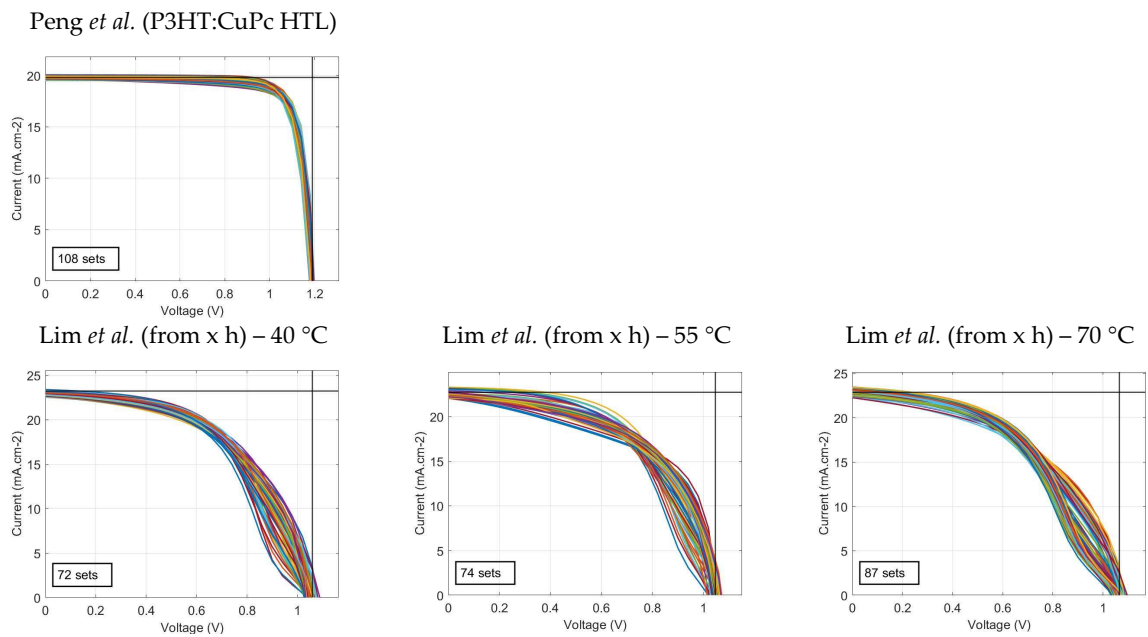 Peng et al. (P3HT:CuPc HTL)
20
15
10
5
0
Current (mA.cm-2)
108 sets
0 0.2 0.4 0.6 0.8 1 1.2
Voltage (V)
Lim et al. (from x h) – 40 °C
25
20
15
10
5
0
Current (mA.cm-2)
72 sets
0 0.2 0.4 0.6 0.8 1
Voltage (V)
Lim et al. (from x h) – 55 °C
20
15
10
5
0
Current (mA.cm-2)
74 sets
0 0.2 0.4 0.6 0.8 1
Voltage (V)
Lim et al. (from x h) – 70 °C
25
20
15
10
5
0
Current (mA.cm-2)
87 sets
0 0.2 0.4 0.6 0.8 1
Voltage (V)